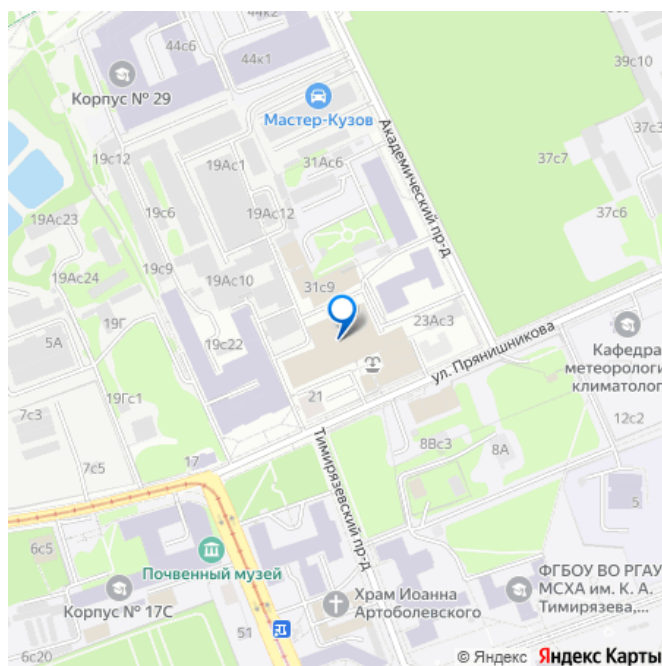 44к2
39с10
44с6
44к1
Корпус № 29
Мастер-Кузов
37с3
19с12
19Ас1
31Ас6
Академический пр-д
37с7
19Ас23
19с6
19Ас12
37с6
19с9
19Ас24
19Ас10
31с9
19Г
5А
19с22
23Ас3
ул. Прянишникова
Кафедра
метеорологии
климатолог
19Гс1
21
7с3
12с2
8Вс3
8А
17
7с5
Тимирязевский пр-д
5
6с5
Почвенный музей
ФГБОУ ВО РГАУ
МСХА им. К. А.
Тимирязева,...
Корпус № 17С
Храм Иоанна
Артоболевского
51
6с20
© Яндекс Яндекс Карты